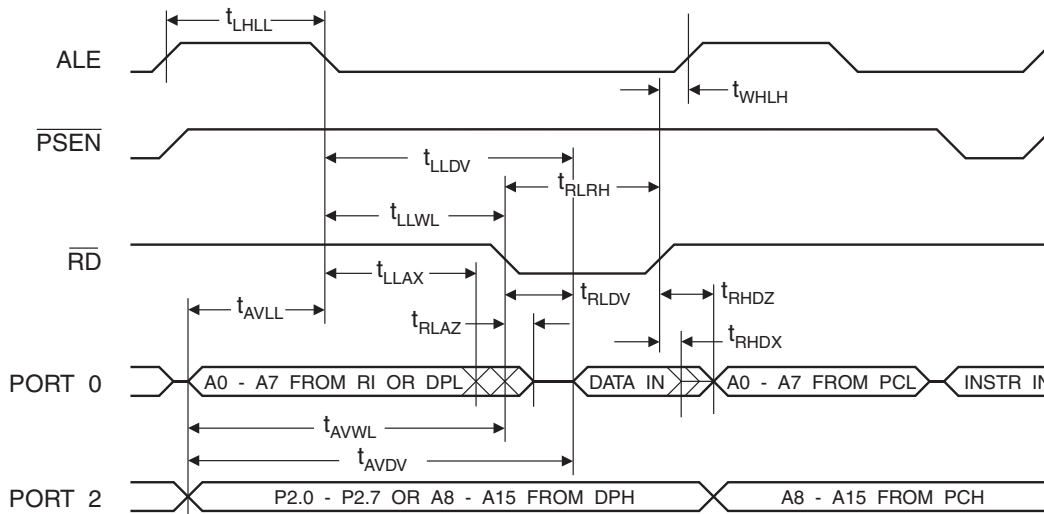 tLHLL
ALE
tWHLH
PSEN
tLLDV
tRLRH
tLLWL
RD
tLLAX
tRLDV
tRHDZ
tAVLL
tRLAZ
tRHDX
PORT 0
A0 - A7 FROM RI OR DPL
DATA IN
A0 - A7 FROM PCL
INSTR IN
tAVWL
tAVDV
PORT 2
P2.0 - P2.7 OR A8 - A15 FROM DPH
A8 - A15 FROM PCH